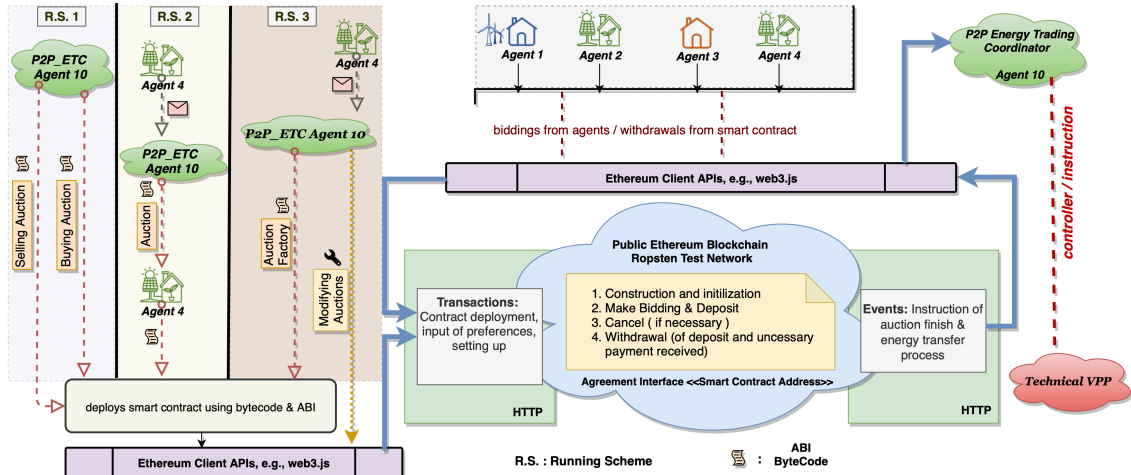 R.S. 1
R.S. 2
R.S. 3
P2P_ETC
Agent 10
Selling Auction
Buying Auction
Agent 4
P2P_ETC
Agent 10
Auction
Agent 4
Agent 4
P2P_ETC Agent 10
Auction
Factory
Modifying
Auctions
deploys smart contract using bytecode & ABI
Ethereum Client APIs, e.g., web3.js
Agent 1
Agent 2
Agent 3
Agent 4
biddings from agents / withdrawals from smart contract
Ethereum Client APIs, e.g., web3.js
P2P Energy Trading
Coordinator
Agent 10
controller / instruction
Technical VPP
Public Ethereum Blockchain
Ropsten Test Network
Transactions:
Contract deployment,
input of preferences,
setting up
1. Construction and initilization
2. Make Bidding & Deposit
3. Cancel ( if necessary )
4. Withdrawal (of deposit and uncessary
payment received)
Agreement Interface <<Smart Contract Address>>
Events: Instruction of
auction finish &
energy transfer
process
HTTP
HTTP
R.S. : Running Scheme
:
ABI
ByteCode